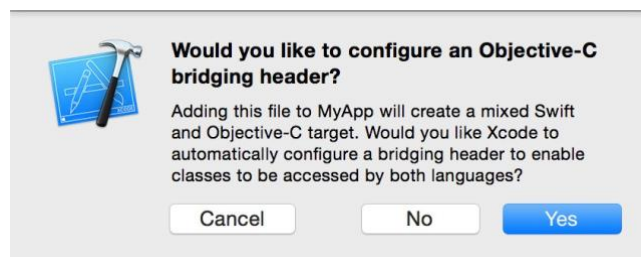 Would you like to configure an Objective-C
bridging header?
Adding this file to MyApp will create a mixed Swift
and Objective-C target. Would you like Xcode to
automatically configure a bridging header to enable
classes to be accessed by both languages?
Cancel No Yes